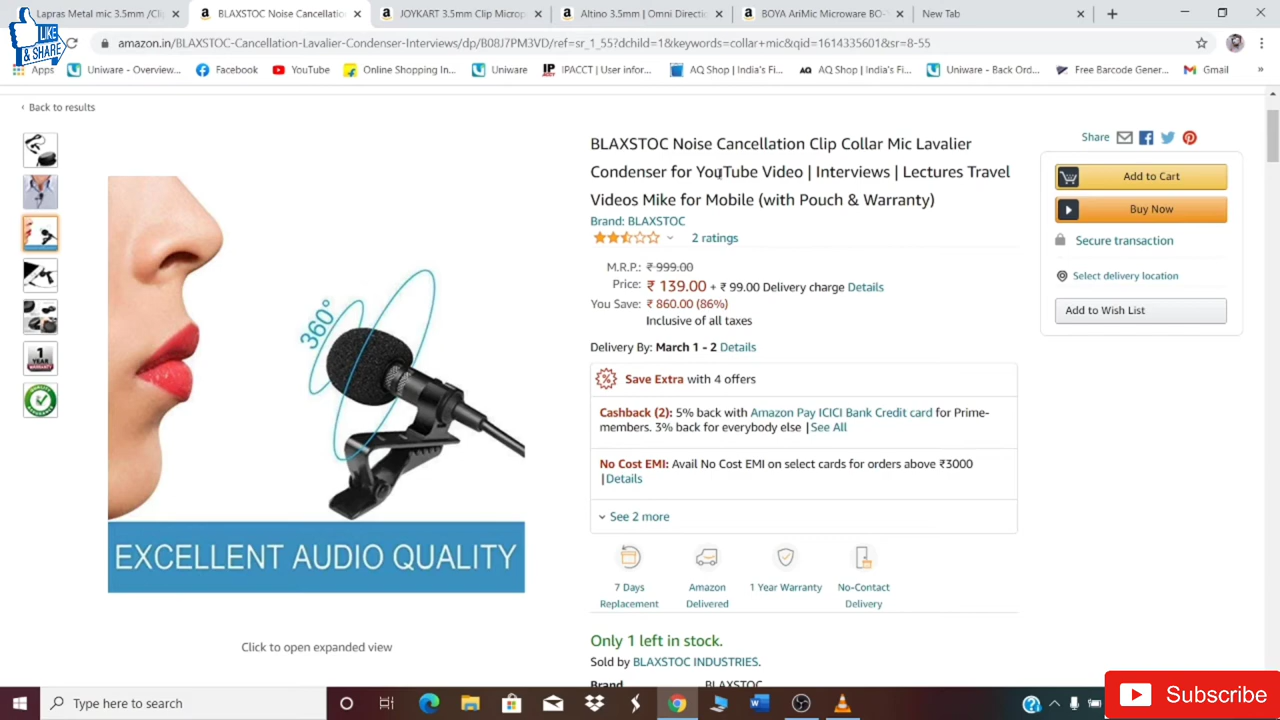 LIKE
& SHARE
Lapras Metal mic 3.5mm /Cli
BLAXSTOC Noise Cancellation
JOYKART 3.5mm Clip Microp
Altino 3.5mm | Omni Direction
BOYA AriMic Microware BO-
New Tab
amazon.in/BLAXSTOC-Cancellation-Lavalier-Condenser-Interviews/dp/B08J7PM3VD/ref=sr_1_55?dchild=1&keywords=collar+mic&qid=1614335601&sr=8-55
Apps
Uniware - Overview...
Facebook
YouTube
Online Shopping In...
Uniware
IPACCT | User infor...
AQ Shop | India's Fi...
AQ AQ Shop | India's Fi...
Uniware - Back Ord...
Free Barcode Gener...
Gmail
»
‹ Back to results
BLAXSTOC Noise Cancellation Clip Collar Mic Lavalier
Condenser for YouTube Video | Interviews | Lectures Travel
Videos Mike for Mobile (with Pouch & Warranty)
Brand: BLAXSTOC
2 ratings
M.R.P.: ₹ 999.00
Price: ₹ 139.00 + ₹ 99.00 Delivery charge Details
You Save: ₹ 860.00 (86%)
Inclusive of all taxes
Delivery By: March 1 - 2 Details
Save Extra with 4 offers
Cashback (2): 5% back with Amazon Pay ICICI Bank Credit card for Prime-
members. 3% back for everybody else |See All
No Cost EMI: Avail No Cost EMI on select cards for orders above ₹3000
|Details
See 2 more
7 Days
Replacement
Amazon
Delivered
1 Year Warranty
No-Contact
Delivery
Only 1 left in stock.
Sold by BLAXSTOC INDUSTRIES.
Brand BLAXSTOC
Share
Add to Cart
Buy Now
Secure transaction
Select delivery location
Add to Wish List
360°
EXCELLENT AUDIO QUALITY
Click to open expanded view
Type here to search
Subscribe